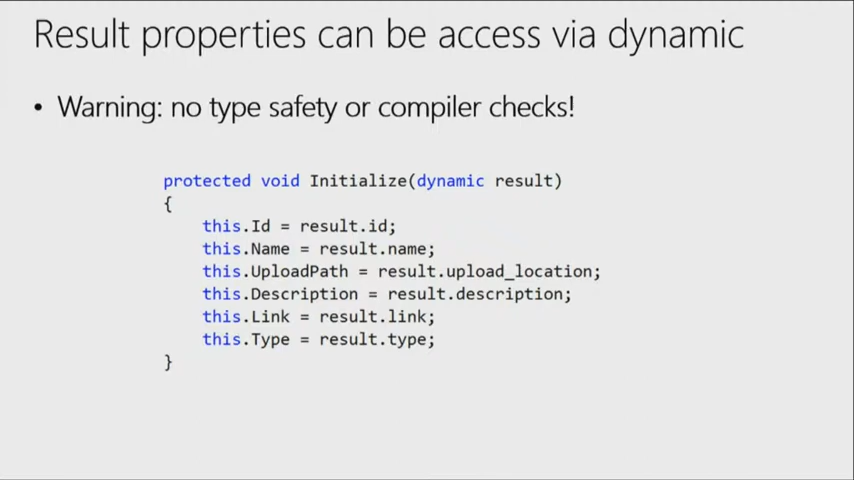 Result properties can be access via dynamic
• Warning: no type safety or compiler checks!
protected void Initialize(dynamic result)
{
    this.Id = result.id;
    this.Name = result.name;
    this.UploadPath = result.upload_location;
    this.Description = result.description;
    this.Link = result.link;
    this.Type = result.type;
}